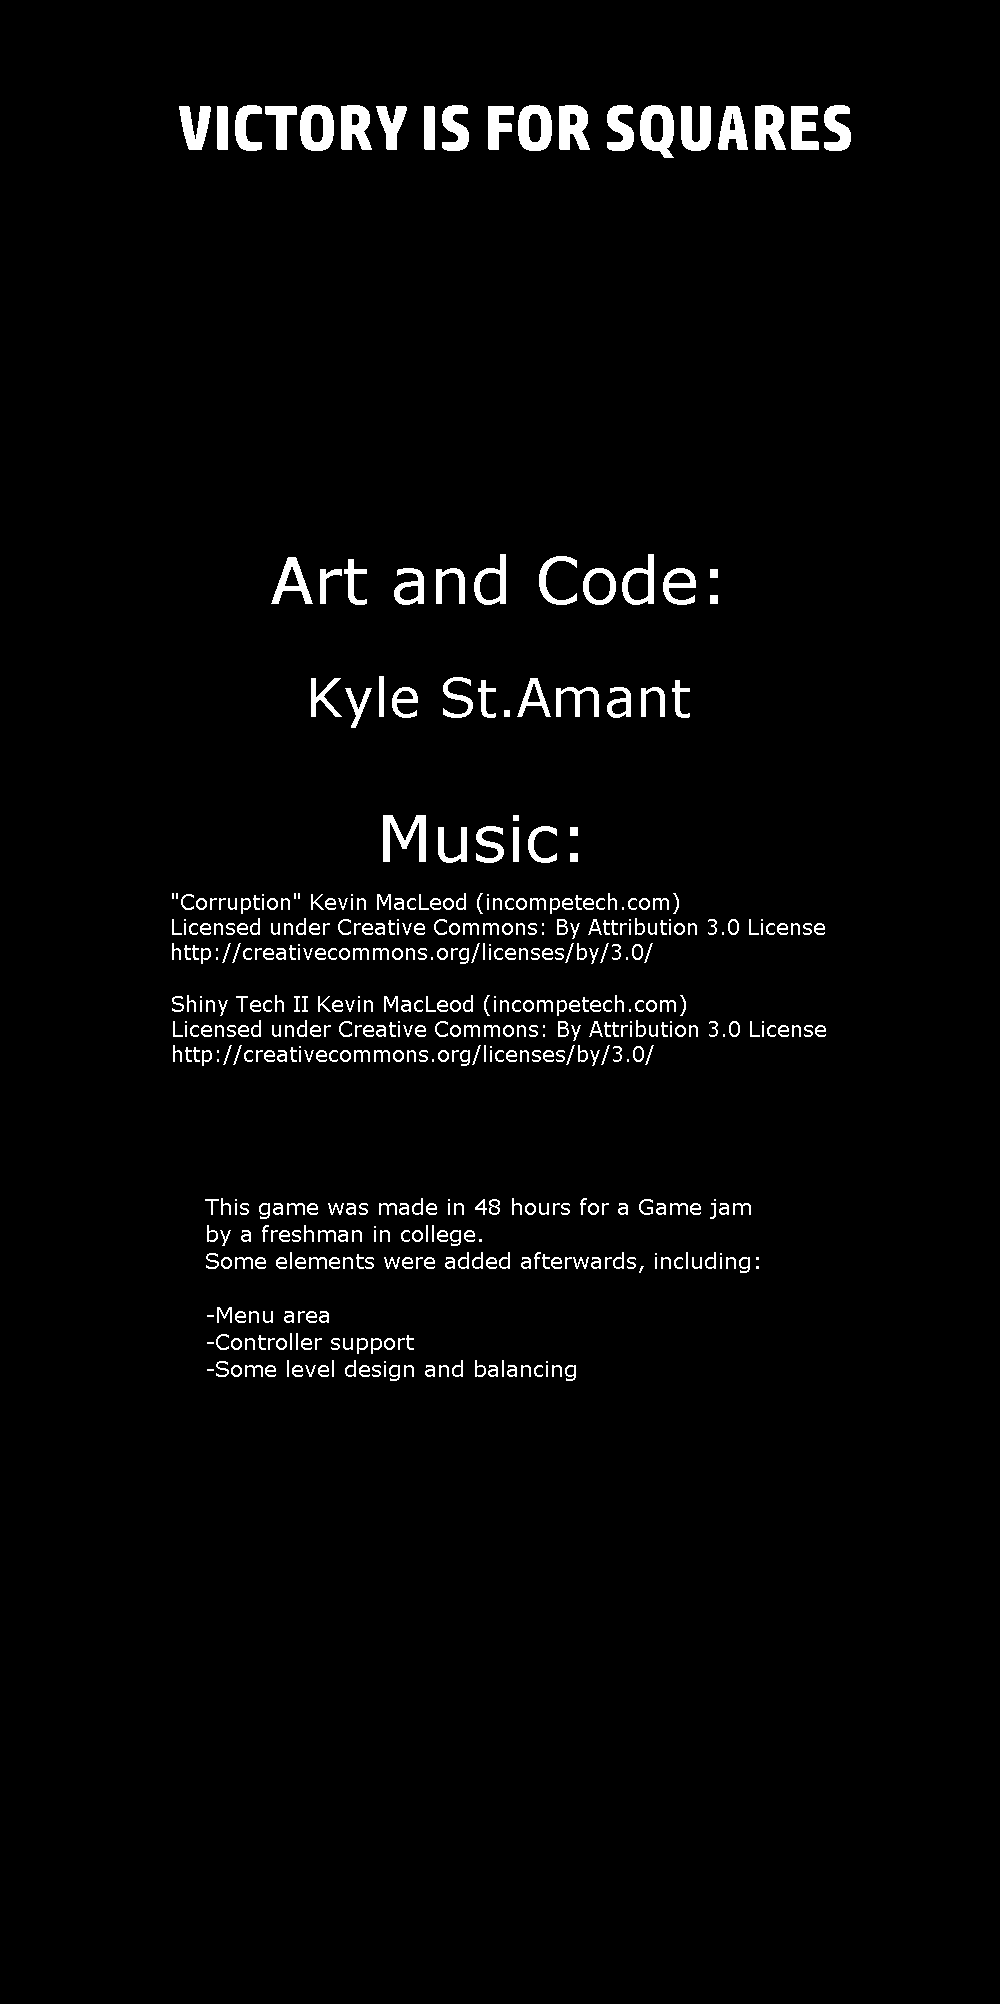 VICTORY IS FOR SQUARES
Art and Code:
Kyle St.Amant
Music:
"Corruption" Kevin MacLeod (incompetech.com)
Licensed under Creative Commons: By Attribution 3.0 License
http://creativecommons.org/licenses/by/3.0/
Shiny Tech II Kevin MacLeod (incompetech.com)
Licensed under Creative Commons: By Attribution 3.0 License
http://creativecommons.org/licenses/by/3.0/
This game was made in 48 hours for a Game jam
by a freshman in college.
Some elements were added afterwards, including:
-Menu area
-Controller support
-Some level design and balancing